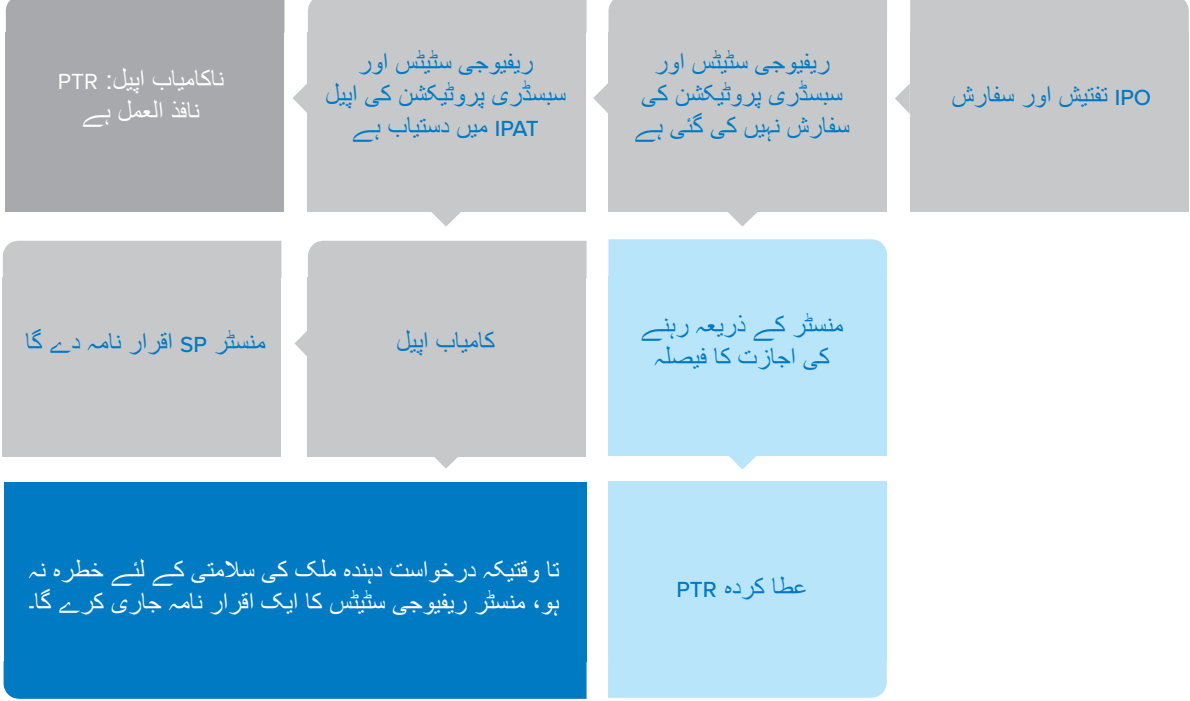 IPO تفتیش اور سفارش
ریفیوجی سٹیٹس اور
سبسڈری پروٹیکشن کی
سفارش نہیں کی گئی ہے
ریفیوجی سٹیٹس اور
سبسڈری پروٹیکشن کی اپیل
IPAT میں دستیاب ہے
ناکامیاب اپیل: PTR
نافذ العمل ہے
منسٹر کے ذریعہ رہنے
کی اجازت کا فیصلہ
کامیاب اپیل
منسٹر SP اقرار نامہ دے گا
عطا کردہ PTR
تا وقتیکہ درخواست دہندہ ملک کی سلامتی کے لئے خطرہ نہ
ہو، منسٹر ریفیوجی سٹیٹس کا ایک اقرار نامہ جاری کرے گا۔